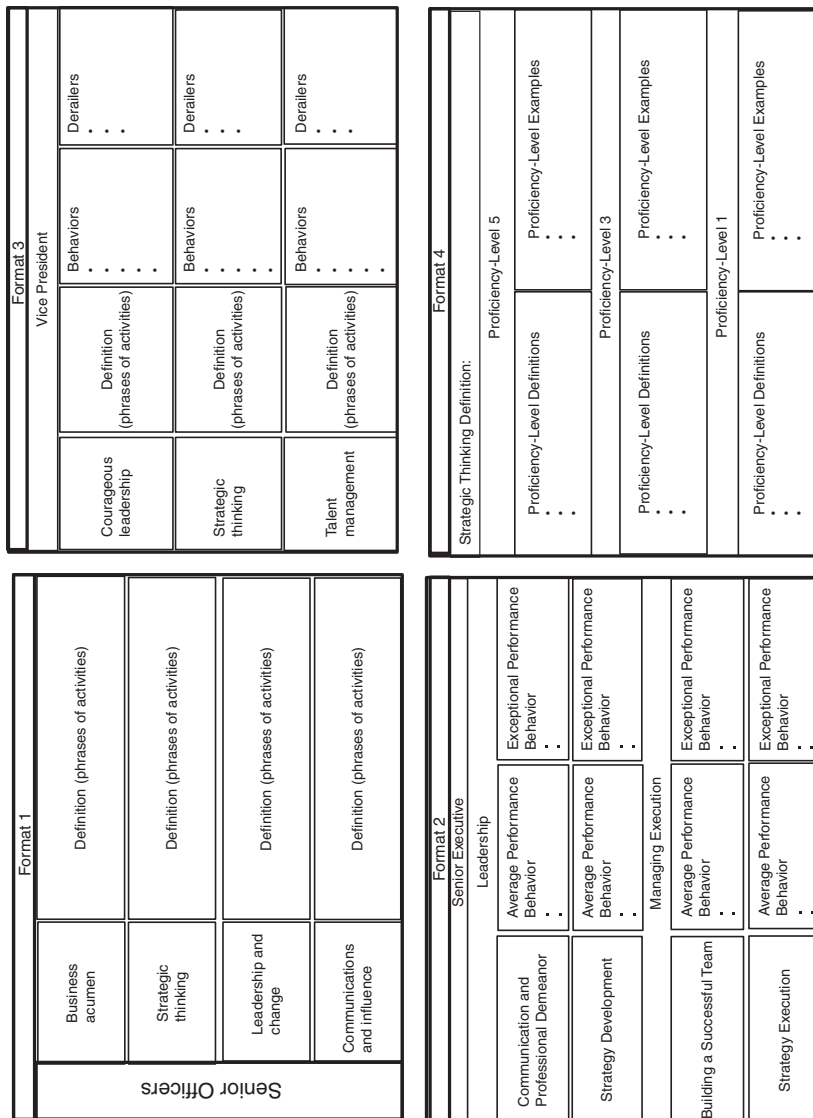 Format 1
Senior Officers
Business
acumen
Definition (phrases of activities)
Strategic
thinking
Definition (phrases of activities)
Leadership and
change
Definition (phrases of activities)
Communications
and influence
Definition (phrases of activities)
Format 3
Vice President
Courageous
leadership
Definition
(phrases of activities)
Behaviors
•
•
•
•
•
Derailers
•
•
•
Strategic
thinking
Definition
(phrases of activities)
Behaviors
•
•
•
•
•
Derailers
•
•
•
Talent
management
Definition
(phrases of activities)
Behaviors
•
•
•
•
•
Derailers
•
•
•
Format 2
Senior Executive
Leadership
Communication and
Professional Demeanor
Average Performance
Behavior
•
•
Exceptional Performance
Behavior
•
•
Strategy Development
Average Performance
Behavior
•
•
Exceptional Performance
Behavior
•
•
Managing Execution
Building a Successful Team
Average Performance
Behavior
•
•
Exceptional Performance
Behavior
•
•
Strategy Execution
Average Performance
Behavior
•
•
Exceptional Performance
Behavior
•
•
Format 4
Strategic Thinking Definition:
Proficiency-Level 5
Proficiency-Level Definitions
•
•
•
Proficiency-Level Examples
•
•
•
Proficiency-Level 3
Proficiency-Level Definitions
•
•
•
Proficiency-Level Examples
•
•
•
Proficiency-Level 1
Proficiency-Level Definitions
•
•
•
Proficiency-Level Examples
•
•
•